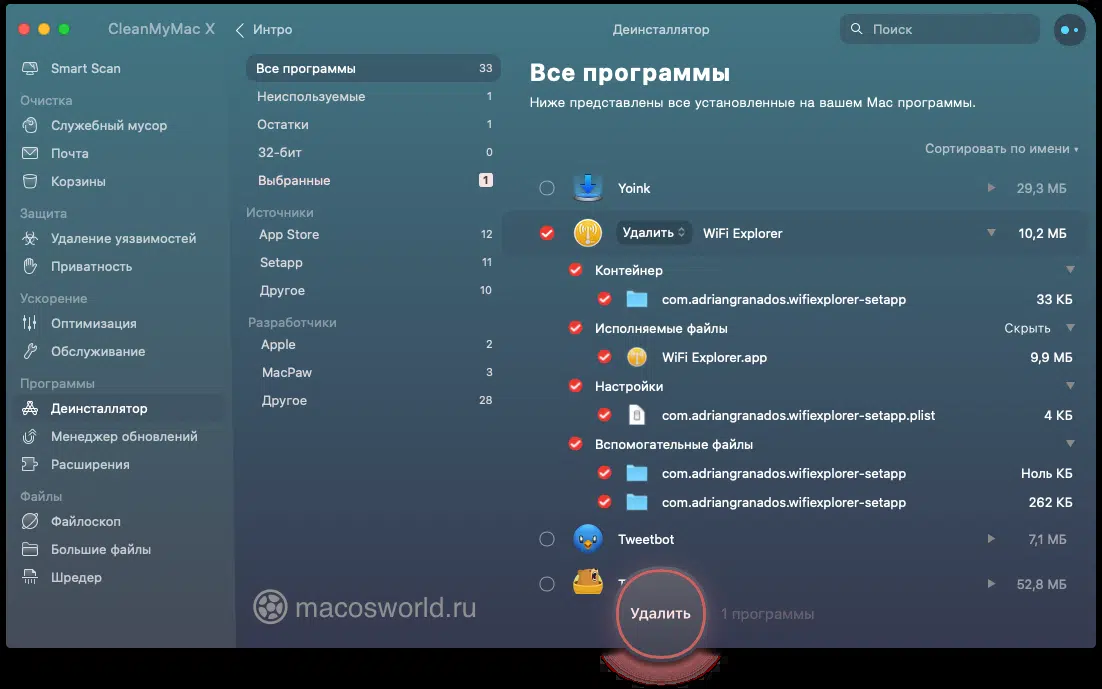 CleanMyMac X
Интро
Деинсталлятор
Поиск
Smart Scan
Очистка
Служебный мусор
Почта
Корзины
Защита
Удаление уязвимостей
Приватность
Ускорение
Оптимизация
Обслуживание
Программы
Деинсталлятор
Менеджер обновлений
Расширения
Файлы
Файлоскоп
Большие файлы
Шредер
Все программы 33
Неиспользуемые 1
Остатки 1
32-бит 0
Выбранные 1
Источники
App Store 12
Setapp 11
Другое 10
Разработчики
Apple 2
MacPaw 3
Другое 28
Все программы
Ниже представлены все установленные на вашем Mac программы.
Сортировать по имени
Yoink 29,3 МБ
Удалить WiFi Explorer 10,2 МБ
Контейнер
com.adriangranados.wifiexplorer-setapp 33 КБ
Исполняемые файлы Скрыть
WiFi Explorer.app 9,9 МБ
Настройки
com.adriangranados.wifiexplorer-setapp.plist 4 КБ
Вспомогательные файлы
com.adriangranados.wifiexplorer-setapp Ноль КБ
com.adriangranados.wifiexplorer-setapp 262 КБ
Tweetbot 7,1 МБ
52,8 МБ
Удалить 1 программы
macosworld.ru